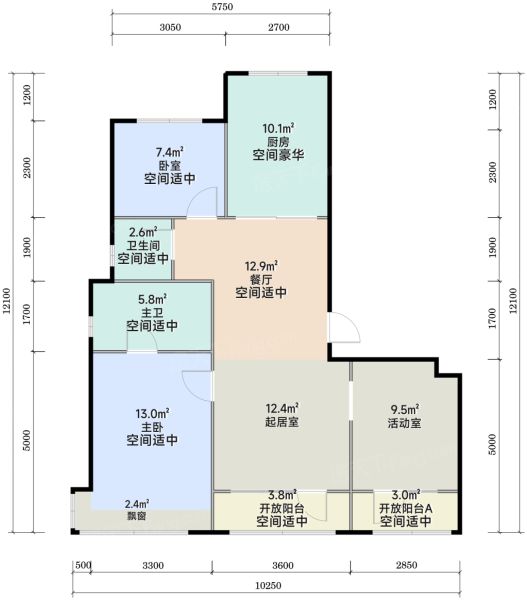 5750
3050
2700
1200
1200
10.1㎡
厨房
空间豪华
7.4㎡
卧室
空间适中
2300
2300
2.6㎡
卫生间
空间适中
1900
1900
12.9㎡
餐厅
空间适中
12100
12100
5.8㎡
主卫
空间适中
1700
1700
13.0㎡
主卧
空间适中
12.4㎡
起居室
9.5㎡
活动室
5000
5000
2.4㎡
飘窗
3.8㎡
开放阳台
空间适中
3.0㎡
开放阳台A
空间适中
500
3300
3600
2850
10250